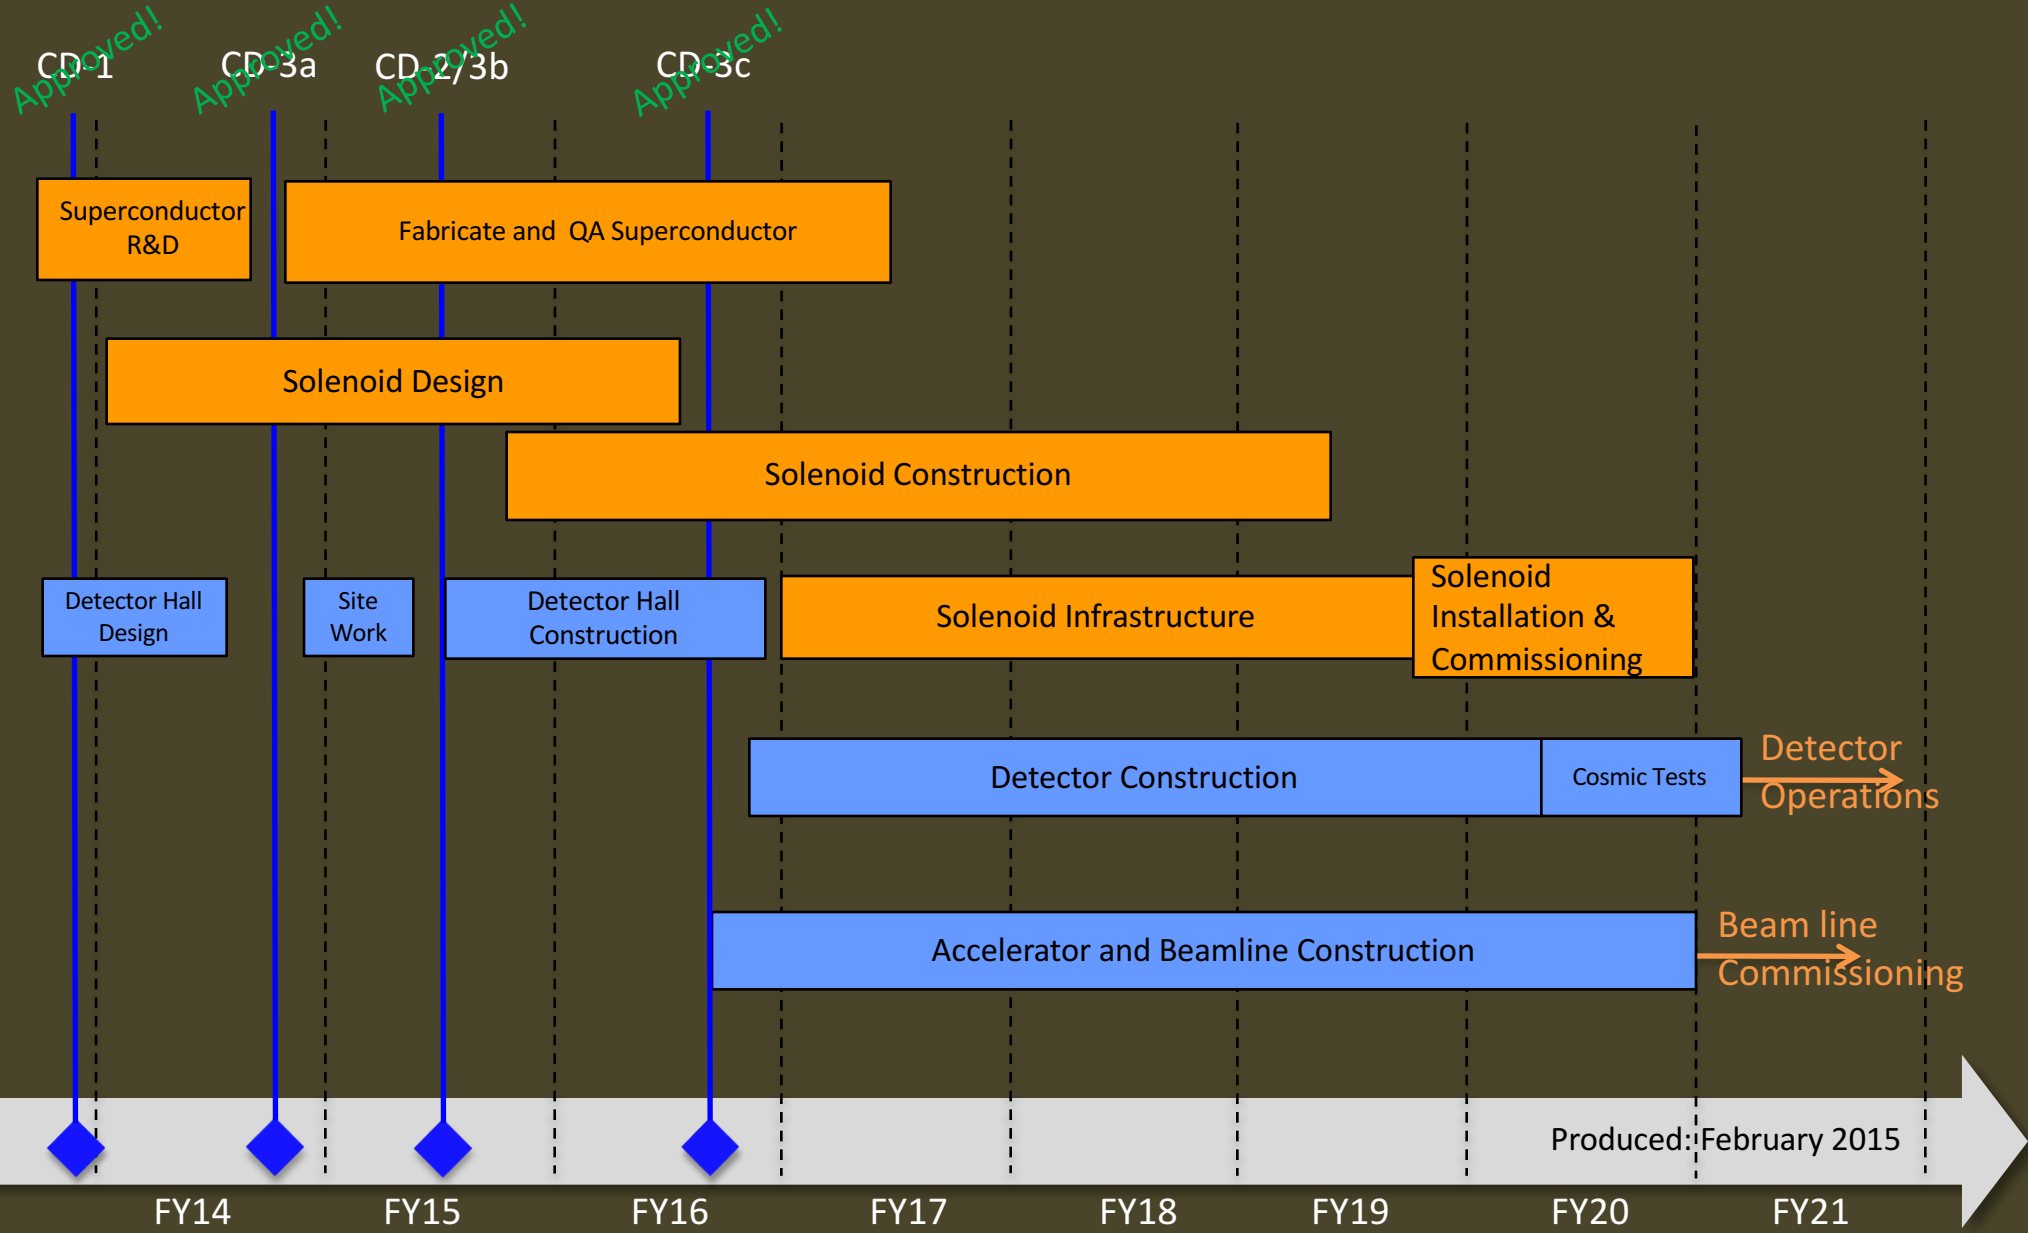 CD-1
Approved!
CD-3a
Approved!
CD-2/3b
Approved!
CD-3c
Approved!
Superconductor
R&D
Fabricate and QA Superconductor
Solenoid Design
Solenoid Construction
Detector Hall
Design
Site
Work
Detector Hall
Construction
Solenoid Infrastructure
Solenoid
Installation &
Commissioning
Detector Construction
Cosmic Tests
Detector
Operations
Accelerator and Beamline Construction
Beam line
Commissioning
Produced: February 2015
FY14
FY15
FY16
FY17
FY18
FY19
FY20
FY21